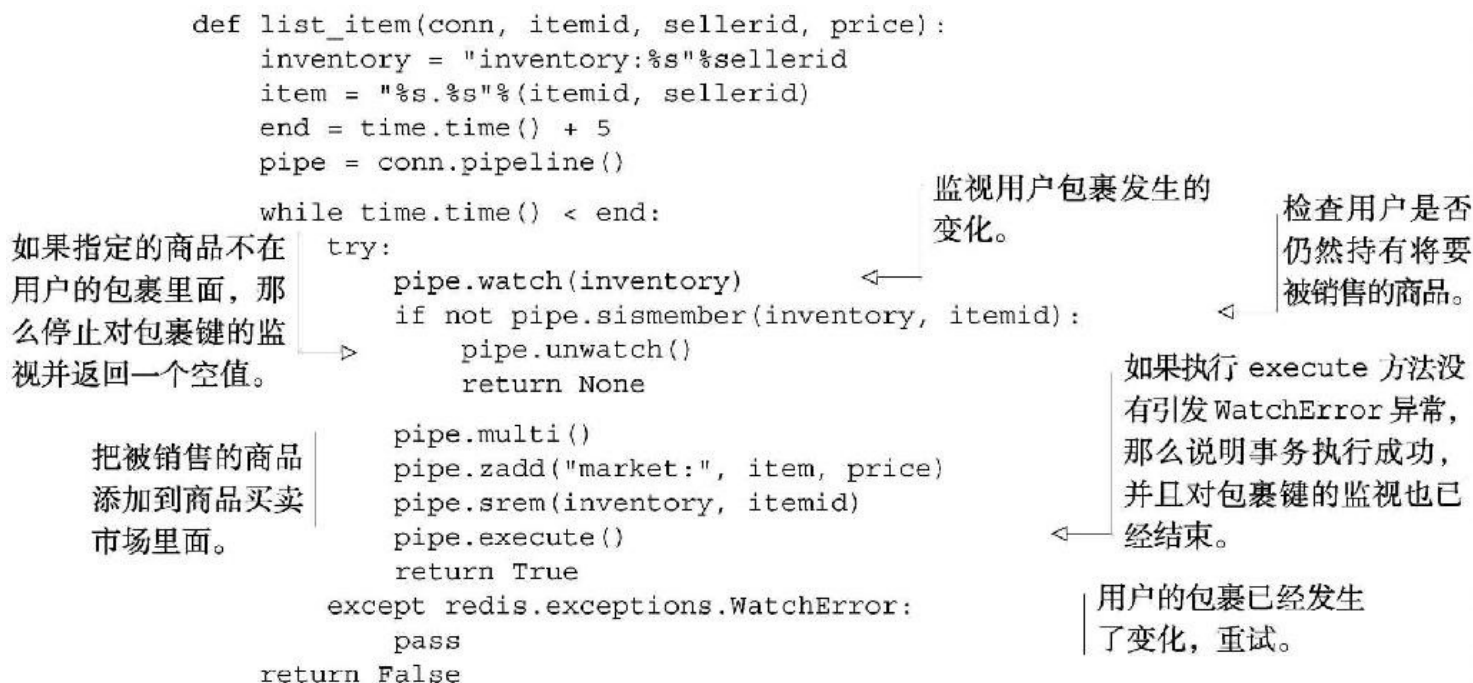 def list_item(conn, itemid, sellerid, price):
inventory = "inventory:%s"%sellerid
item = "%s.%s"%(itemid, sellerid)
end = time.time() + 5
pipe = conn.pipeline()
while time.time() < end:
try:
pipe.watch(inventory)
if not pipe.sismember(inventory, itemid):
pipe.unwatch()
return None
pipe.multi()
pipe.zadd("market:", item, price)
pipe.srem(inventory, itemid)
pipe.execute()
return True
except redis.exceptions.WatchError:
pass
return False
如果指定的商品不在
用户的包裹里面，那
么停止对包裹键的监
视并返回一个空值。
把被销售的商品
添加到商品买卖
市场里面。
监视用户包裹发生的
变化。
检查用户是否
仍然持有将要
被销售的商品。
如果执行 execute 方法没
有引发 WatchError 异常，
那么说明事务执行成功，
并且对包裹键的监视也已
经结束。
用户的包裹已经发生
了变化，重试。